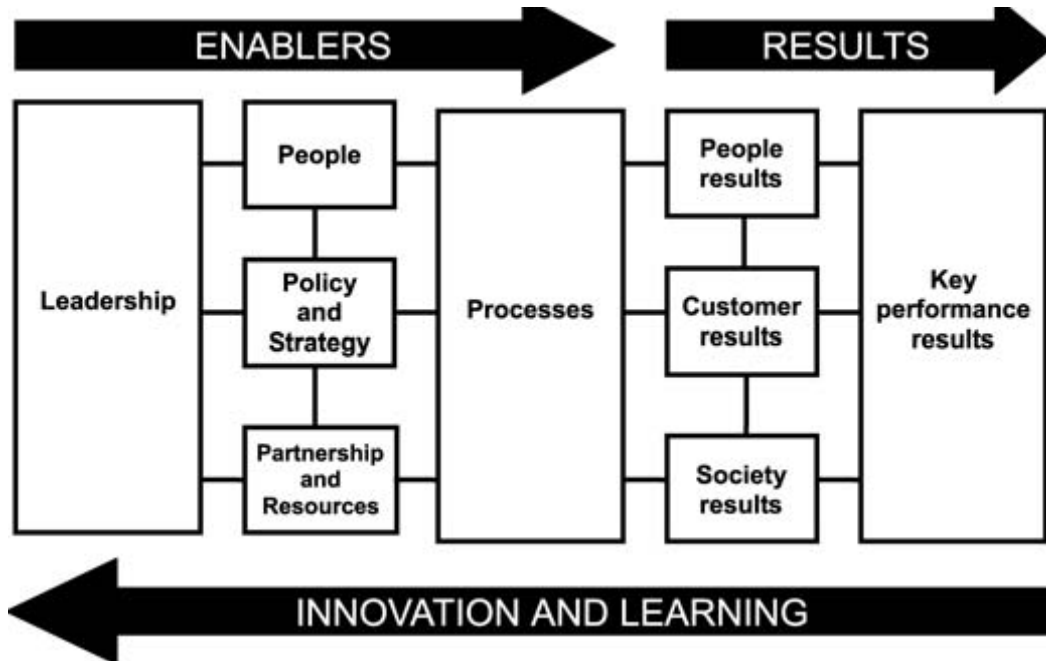 ENABLERS
RESULTS
Leadership
People
Policy
and
Strategy
Partnership
and
Resources
Processes
People
results
Customer
results
Society
results
Key
performance
results
INNOVATION AND LEARNING